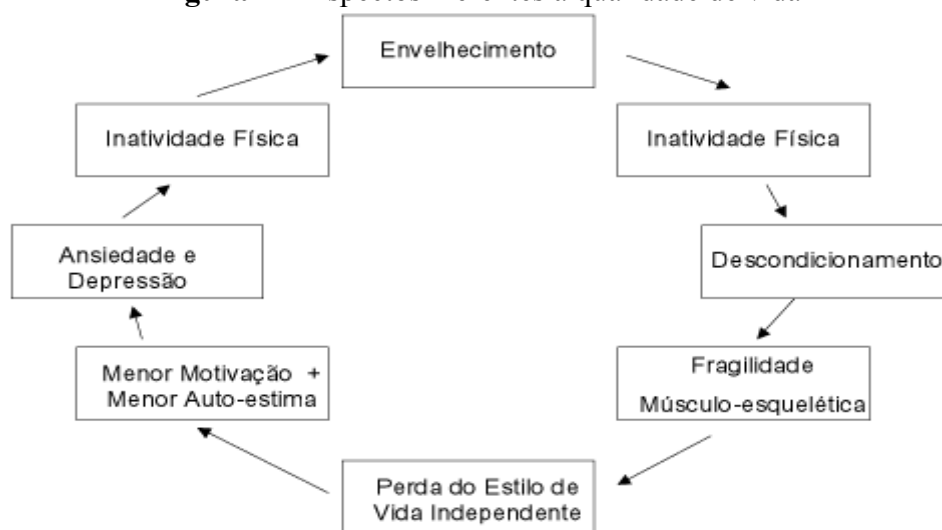 Envelhecimento
Inatividade Física
Inatividade Física
Ansiedade e
Depressão
Descondicionamento
Menor Motivação +
Menor Auto-estima
Fragilidade
Músculo-esquelética
Perda do Estilo de
Vida Independente